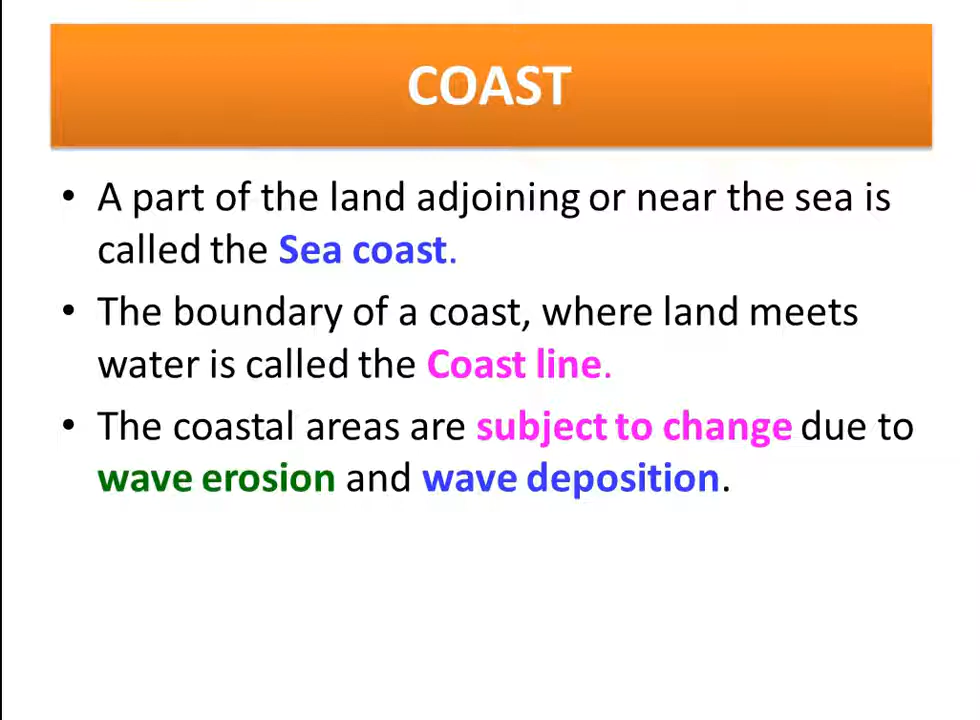 COAST
• A part of the land adjoining or near the sea is
called the Sea coast.
• The boundary of a coast, where land meets
water is called the Coast line.
• The coastal areas are subject to change due to
wave erosion and wave deposition.